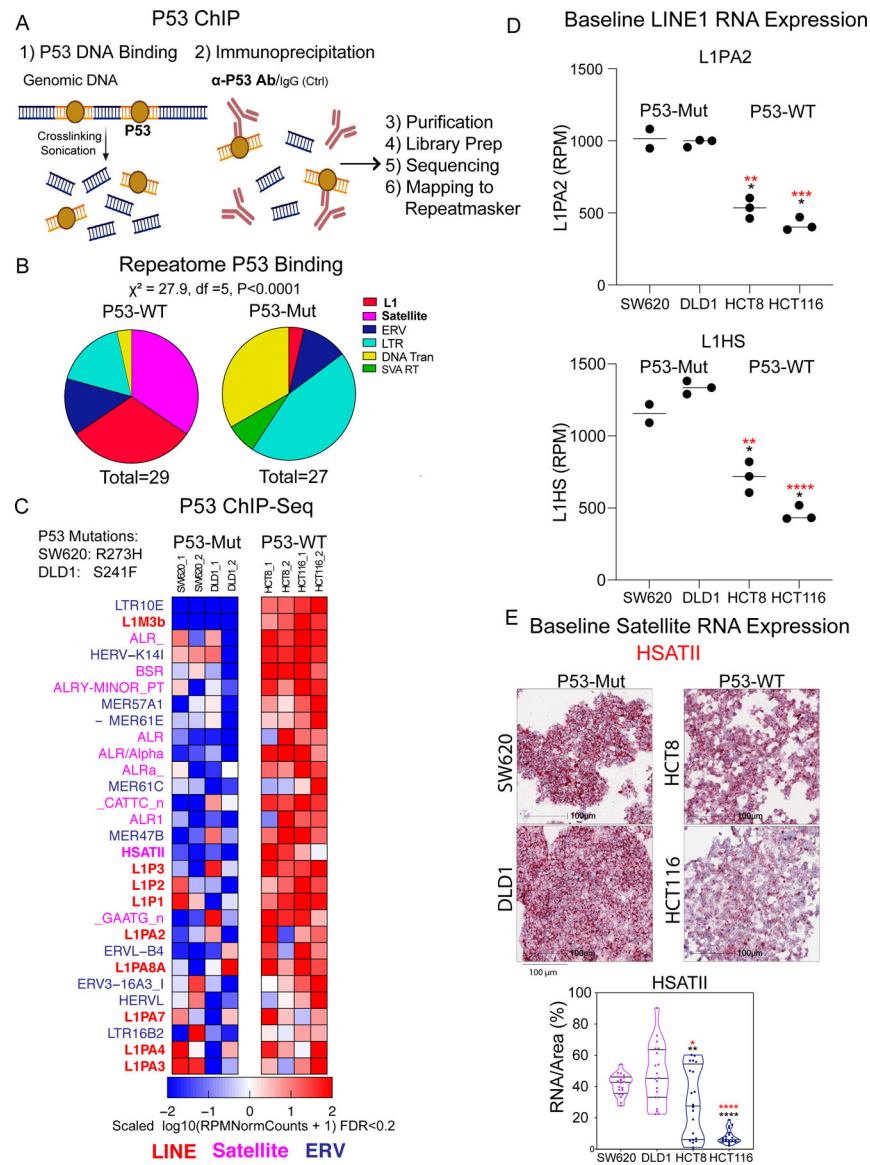 A
P53 ChIP
1) P53 DNA Binding
2) Immunoprecipitation
Genomic DNA
α-P53 Ab/IgG (Ctrl)
P53
Crosslinking
Sonication
3) Purification
4) Library Prep
5) Sequencing
6) Mapping to
Repeatmasker
B
Repeatome P53 Binding
χ² = 27.9, df =5, P<0.0001
P53-WT
P53-Mut
L1
Satellite
ERV
LTR
DNA Tran
SVA RT
Total=29
Total=27
C
P53 ChIP-Seq
P53 Mutations:
SW620: R273H
DLD1: S241F
P53-Mut
P53-WT
SW620_1
SW620_2
DLD1_1
DLD1_2
HCT8_1
HCT8_2
HCT116_1
HCT116_2
LTR10E
L1M3b
ALR_
HERV-K14I
BSR
ALRY-MINOR_PT
MER57A1
- MER61E
ALR
ALR/Alpha
ALRa_
MER61C
_CATTC_n
ALR1
MER47B
HSATII
L1P3
L1P2
L1P1
_GAATG_n
L1PA2
ERVL-B4
L1PA8A
ERV3-16A3_I
HERVL
L1PA7
LTR16B2
L1PA4
L1PA3
-2 -1 0 1 2
Scaled log10(RPMNormCounts + 1) FDR<0.2
LINE Satellite ERV
D
Baseline LINE1 RNA Expression
L1PA2
P53-Mut
P53-WT
L1PA2 (RPM)
1500
1000
500
0
**
*
***
*
SW620 DLD1 HCT8 HCT116
L1HS
P53-Mut
P53-WT
L1HS (RPM)
1500
1000
500
0
**
*
****
*
SW620 DLD1 HCT8 HCT116
E
Baseline Satellite RNA Expression
HSATII
P53-Mut
P53-WT
SW620
HCT8
100µm
100µm
DLD1
HCT116
100µm
100µm
100 µm
HSATII
RNA/Area (%)
100
80
60
40
20
0
*
**
****
****
SW620 DLD1 HCT8 HCT116